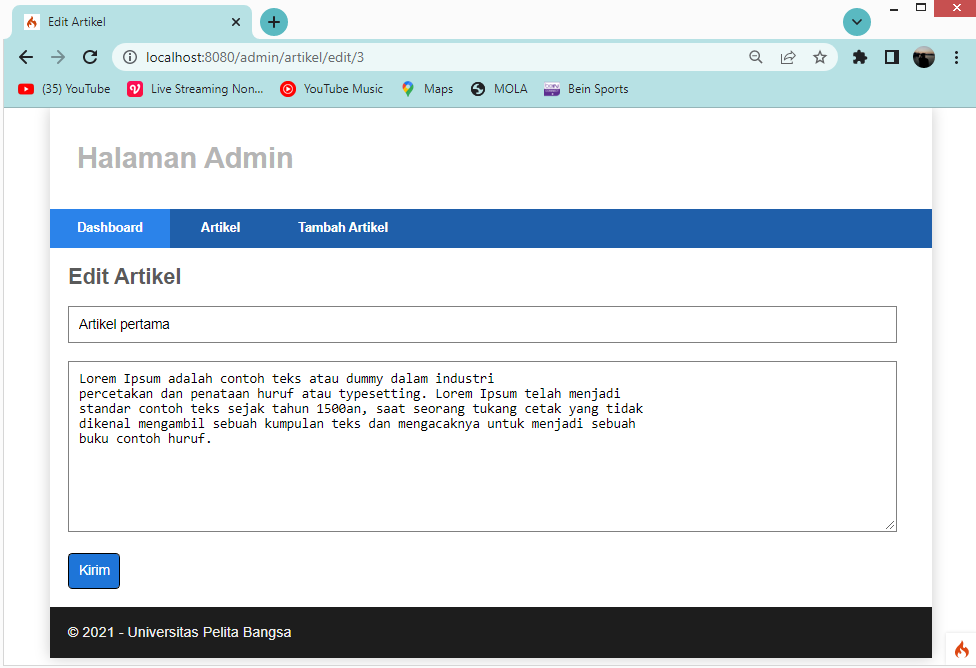 Edit Artikel
localhost:8080/admin/artikel/edit/3
(35) YouTube Live Streaming Non... YouTube Music Maps MOLA Bein Sports
Halaman Admin
Dashboard Artikel Tambah Artikel
Edit Artikel
Artikel pertama
Lorem Ipsum adalah contoh teks atau dummy dalam industri
percetakan dan penataan huruf atau typesetting. Lorem Ipsum telah menjadi
standar contoh teks sejak tahun 1500an, saat seorang tukang cetak yang tidak
dikenal mengambil sebuah kumpulan teks dan mengacaknya untuk menjadi sebuah
buku contoh huruf.
Kirim
© 2021 - Universitas Pelita Bangsa